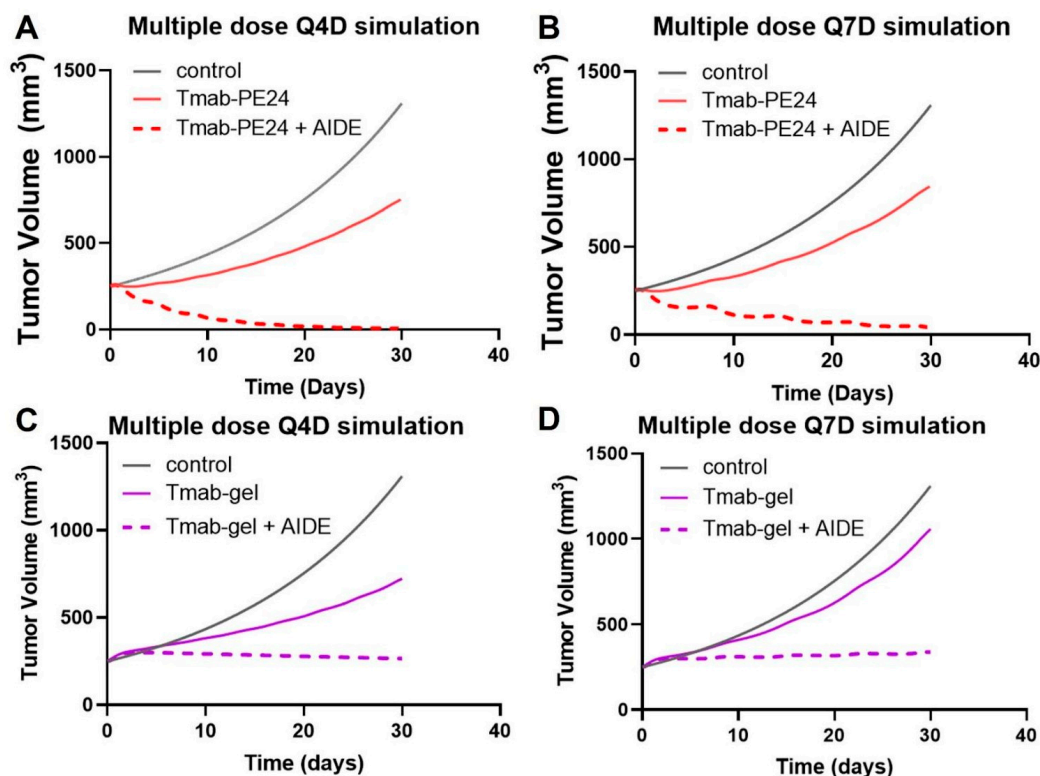 A
Multiple dose Q4D simulation
1500
1000
500
0
Tumor Volume (mm³)
control
Tmab-PE24
Tmab-PE24 + AIDE
0 10 20 30 40
Time (Days)
B
Multiple dose Q7D simulation
1500
1000
500
0
Tumor Volume (mm³)
control
Tmab-PE24
Tmab-PE24 + AIDE
0 10 20 30 40
Time (Days)
C
Multiple dose Q4D simulation
1500
1000
500
0
Tumor Volume (mm³)
control
Tmab-gel
Tmab-gel + AIDE
0 10 20 30 40
Time (days)
D
Multiple dose Q7D simulation
1500
1000
500
0
Tumor Volume (mm³)
control
Tmab-gel
Tmab-gel + AIDE
0 10 20 30 40
Time (days)